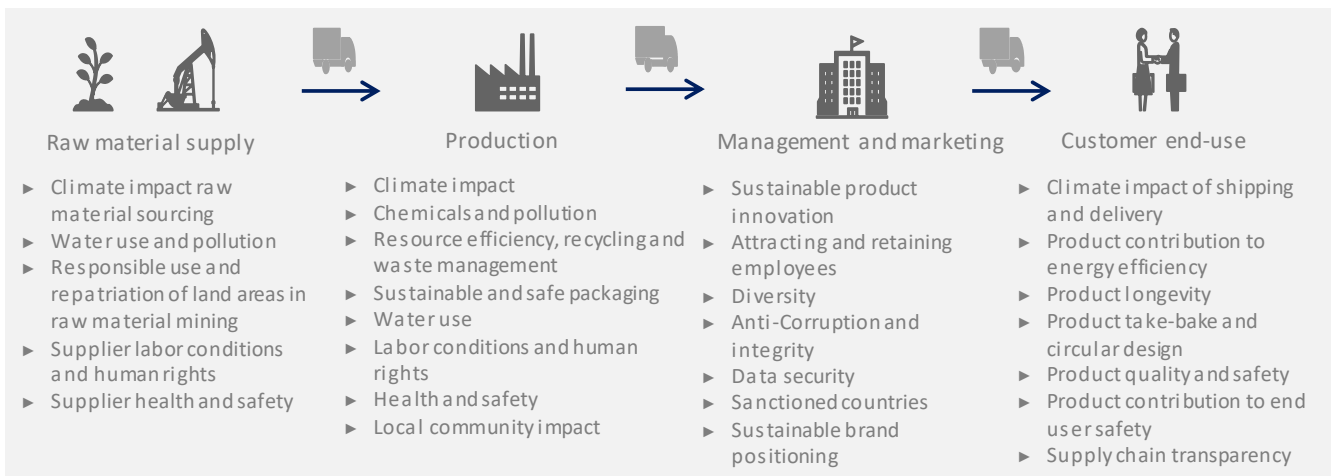 Raw material supply
► Climate impact raw
material sourcing
► Water use and pollution
► Responsible use and
repatriation of land areas in
raw material mining
► Supplier labor conditions
and human rights
► Supplier health and safety
Production
► Climate impact
► Chemicals and pollution
► Resource efficiency, recycling and
waste management
► Sustainable and safe packaging
► Water use
► Labor conditions and human
rights
► Health and safety
► Local community impact
Management and marketing
► Sustainable product
innovation
► Attracting and retaining
employees
► Diversity
► Anti-Corruption and
integrity
► Data security
► Sanctioned countries
► Sustainable brand
positioning
Customer end-use
► Climate impact of shipping
and delivery
► Product contribution to
energy efficiency
► Product longevity
► Product take-bake and
circular design
► Product quality and safety
► Product contribution to end
user safety
► Supply chain transparency